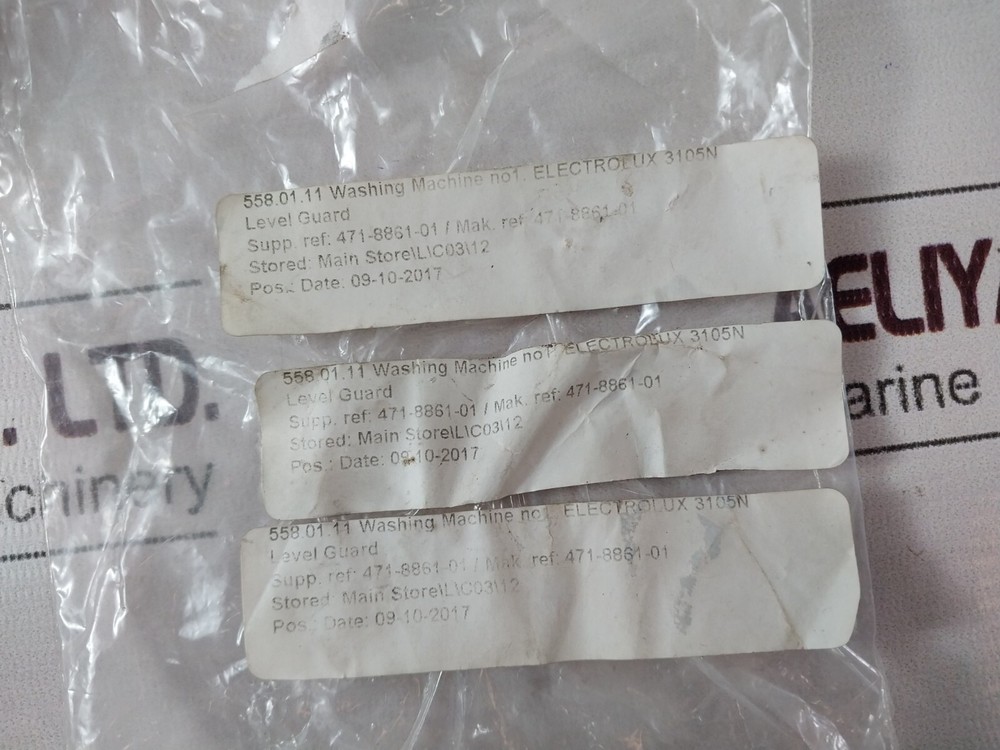 558.01.11 Washing Machine no1. ELECTROLUX 3105N
Level Guard
Supp. ref: 471-8861-01 / Mak. ref: 471-8861-01
Stored: Main Store\L\C03\12
Pos.: Date: 09-10-2017
558.01.11 Washing Machine no1. ELECTROLUX 3105N
Level Guard
Supp. ref: 471-8861-01 / Mak. ref: 471-8861-01
Stored: Main Store\L\C03\12
Pos.: Date: 09-10-2017
558.01.11 Washing Machine no1. ELECTROLUX 3105N
Level Guard
Supp. ref: 471-8861-01 / Mak. ref: 471-8861-01
Stored: Main Store\L\C03\12
Pos.: Date: 09-10-2017
. LTD.
chinery
ELIY
arine